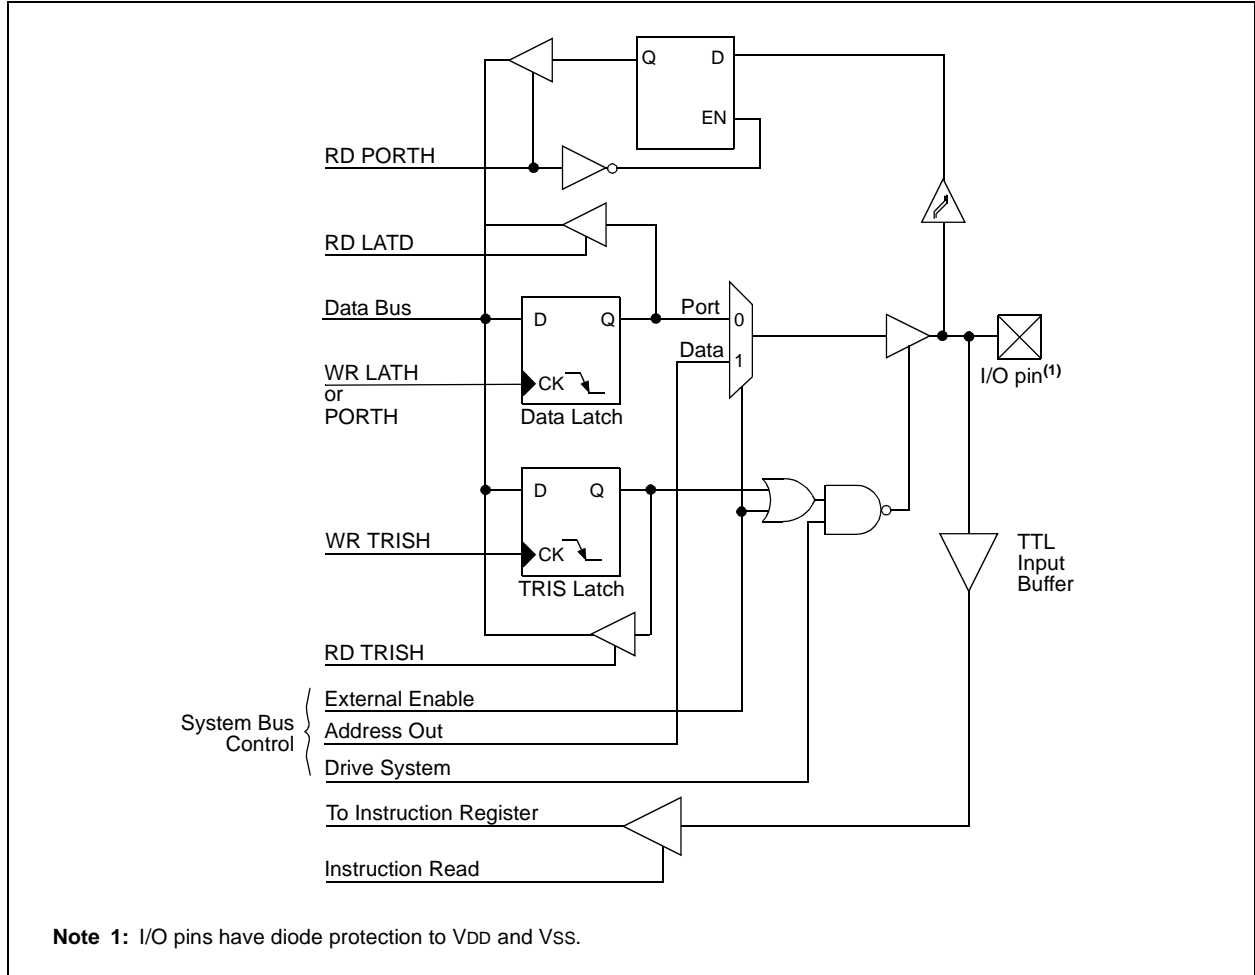 Q D
EN
RD PORTH
RD LATD
Data Bus
D Q
Port
0
Data
1
WR LATH
or
PORTH
CK
Data Latch
I/O pin(1)
D Q
WR TRISH
CK
TRIS Latch
TTL
Input
Buffer
RD TRISH
External Enable
System Bus
Control
Address Out
Drive System
To Instruction Register
Instruction Read
Note 1: I/O pins have diode protection to VDD and VSS.